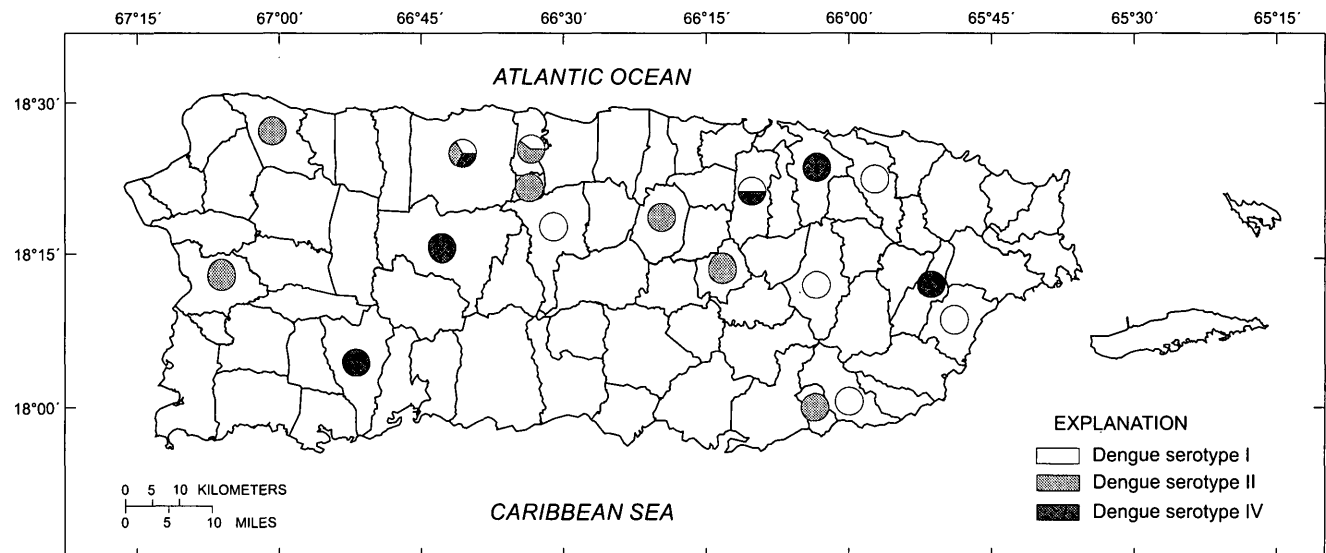 67°15´ 67°00´ 66°45´ 66°30´ 66°15´ 66°00´ 65°45´ 65°30´ 65°15´
ATLANTIC OCEAN
18°30´
18°15´
18°00´
EXPLANATION
Dengue serotype I
Dengue serotype II
Dengue serotype IV
0 5 10 KILOMETERS
0 5 10 MILES
CARIBBEAN SEA